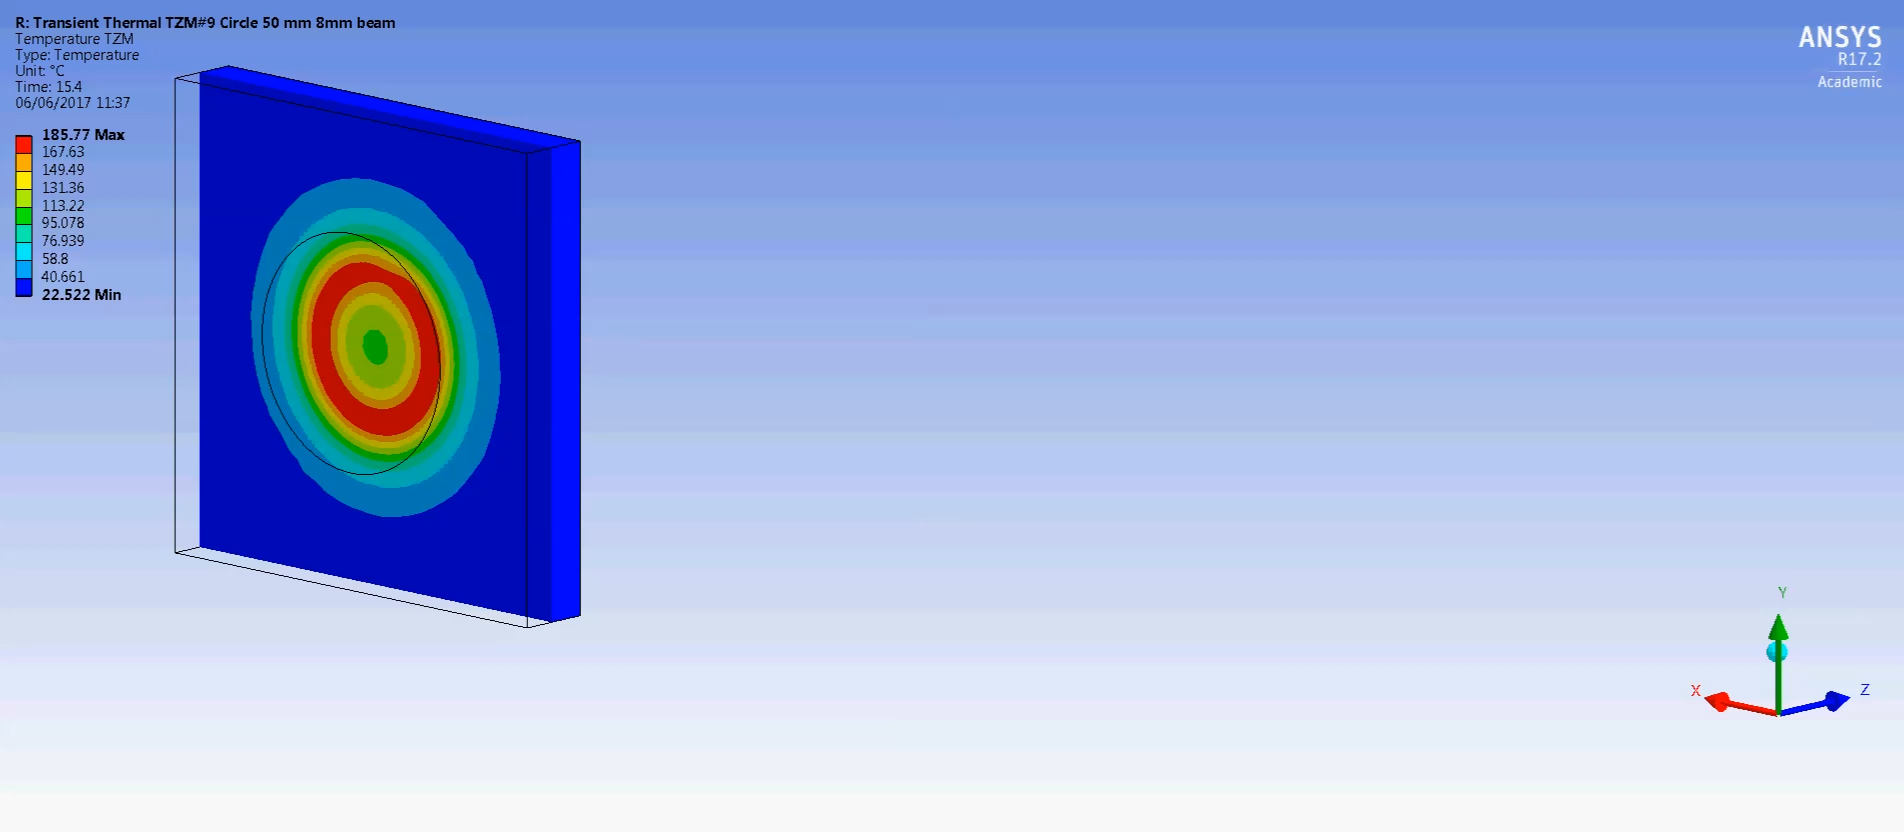 R: Transient Thermal TZM#9 Circle 50 mm 8mm beam
Temperature TZM
Type: Temperature
Unit: °C
Time: 15.4
06/06/2017 11:37
185.77 Max
167.63
149.49
131.36
113.22
95.078
76.939
58.8
40.661
22.522 Min
ANSYS
R17.2
Academic
Y
X
Z